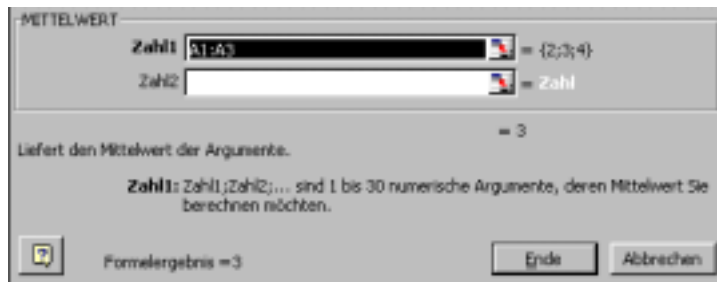 MITTELWERT
Zahl1 A1:A3 = {2;3;4}
Zahl2 = Zahl
= 3
Liefert den Mittelwert der Argumente.
Zahl1: Zahl1;Zahl2;... sind 1 bis 30 numerische Argumente, deren Mittelwert Sie
berechnen möchten.
Formelergebnis =3
Ende
Abbrechen